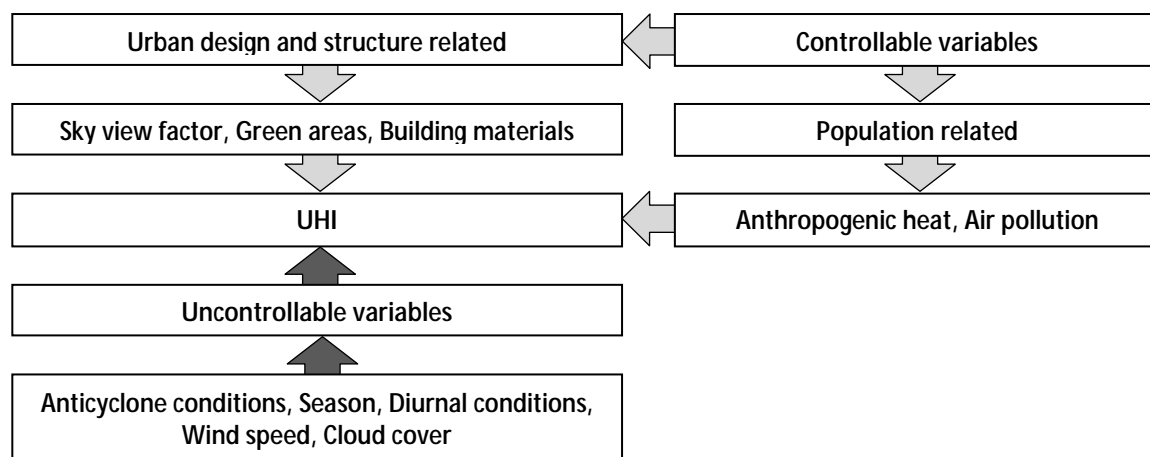 Urban design and structure related
Controllable variables
Sky view factor, Green areas, Building materials
Population related
UHI
Anthropogenic heat, Air pollution
Uncontrollable variables
Anticyclone conditions, Season, Diurnal conditions,
Wind speed, Cloud cover